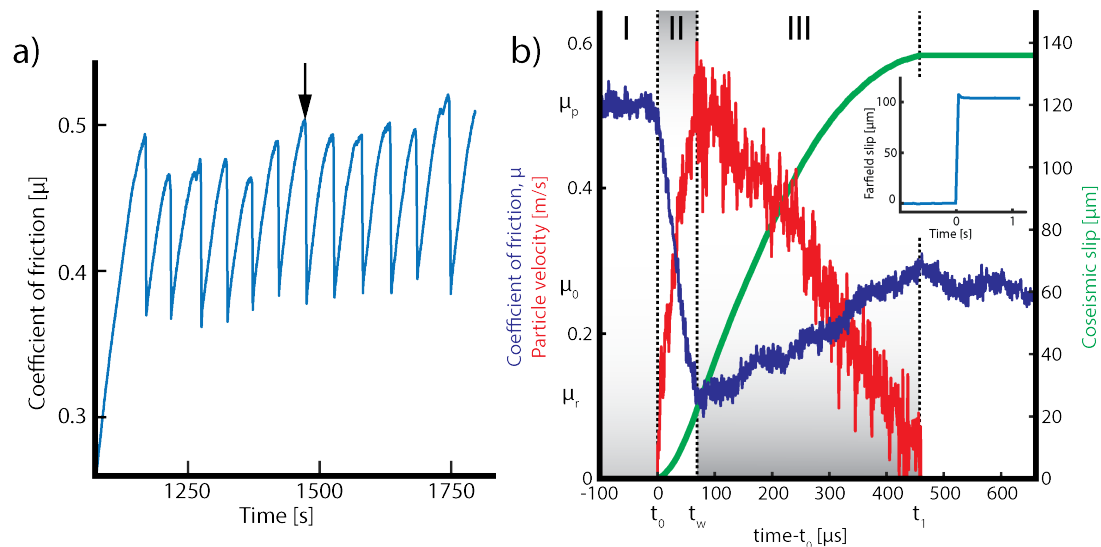 a)
Coefficient of friction [µ]
0.5
0.4
0.3
1250
1500
1750
Time [s]
b)
I
II
III
Coefficient of friction, µ
Particle velocity [m/s]
0.6
µp
0.4
µ0
0.2
µr
0
-100
0
100
200
300
400
500
600
t0
tw
t1
time-t0 [µs]
140
120
100
80
60
40
20
0
Coseismic slip [µm]
Farfield slip [µm]
100
50
0
0
1
Time [s]